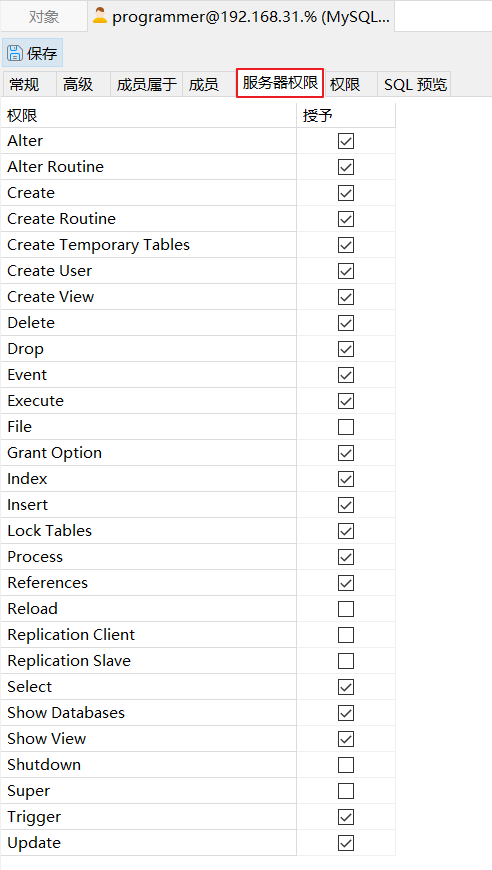 对象 programmer@192.168.31.% (MySQL...
保存
常规 高级 成员属于 成员 服务器权限 权限 SQL 预览
权限 授予
Alter
Alter Routine
Create
Create Routine
Create Temporary Tables
Create User
Create View
Delete
Drop
Event
Execute
File
Grant Option
Index
Insert
Lock Tables
Process
References
Reload
Replication Client
Replication Slave
Select
Show Databases
Show View
Shutdown
Super
Trigger
Update